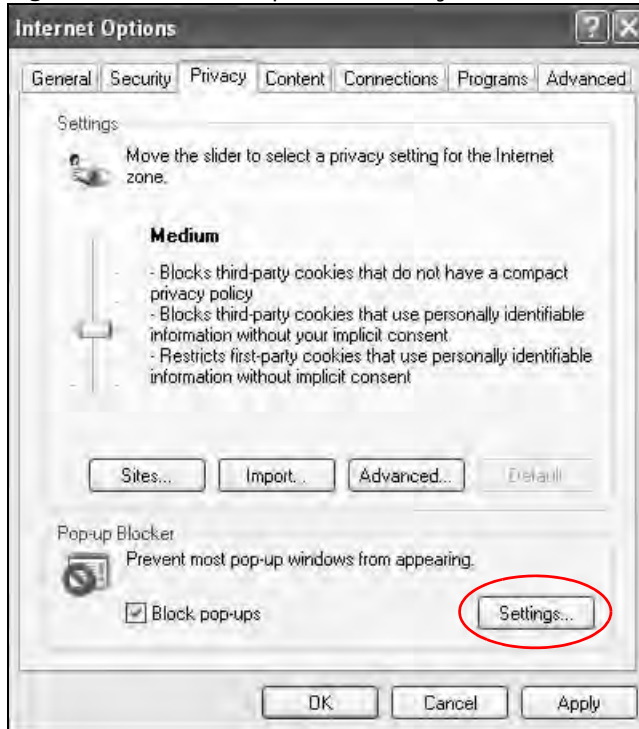 Internet Options
General Security Privacy Content Connections Programs Advanced
Settings
Move the slider to select a privacy setting for the Internet
zone.
Medium
- Blocks third-party cookies that do not have a compact
privacy policy
- Blocks third-party cookies that use personally identifiable
information without your implicit consent
- Restricts first-party cookies that use personally identifiable
information without implicit consent
Sites... Import... Advanced... Default
Pop-up Blocker
Prevent most pop-up windows from appearing.
Block pop-ups Settings...
OK Cancel Apply